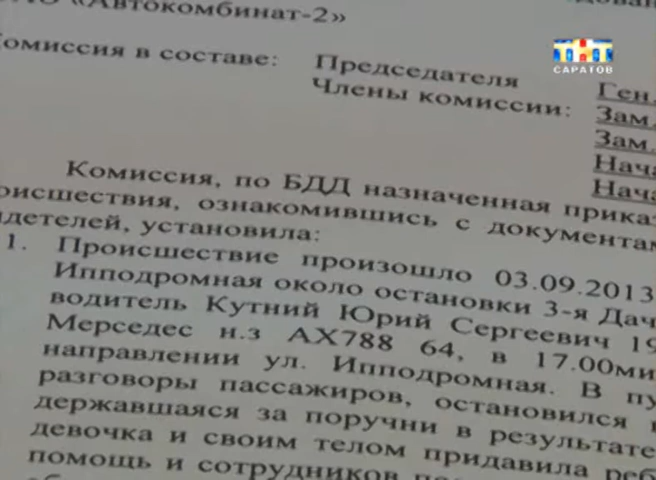 «Автокомбинат-2»
ТНТ
САРАТОВ
Комиссия в составе: Председателя Ген.
Члены комиссии: Зам.
Зам.
Нача
Нача
Комиссия, по БДД назначенная прика
оисшествия, ознакомившись с документам
идетелей, установила:
1. Происшествие произошло 03.09.2013
Ипподромная около остановки 3-я Дач
водитель Кутний Юрий Сергеевич 19
Мерседес н.з АХ788 64, в 17.00ми
направлении ул. Ипподромная. В пу
разговоры пассажиров, остановился
державшаяся за поручни в результате
девочка и своим телом придавила реб
помощь и сотрудников